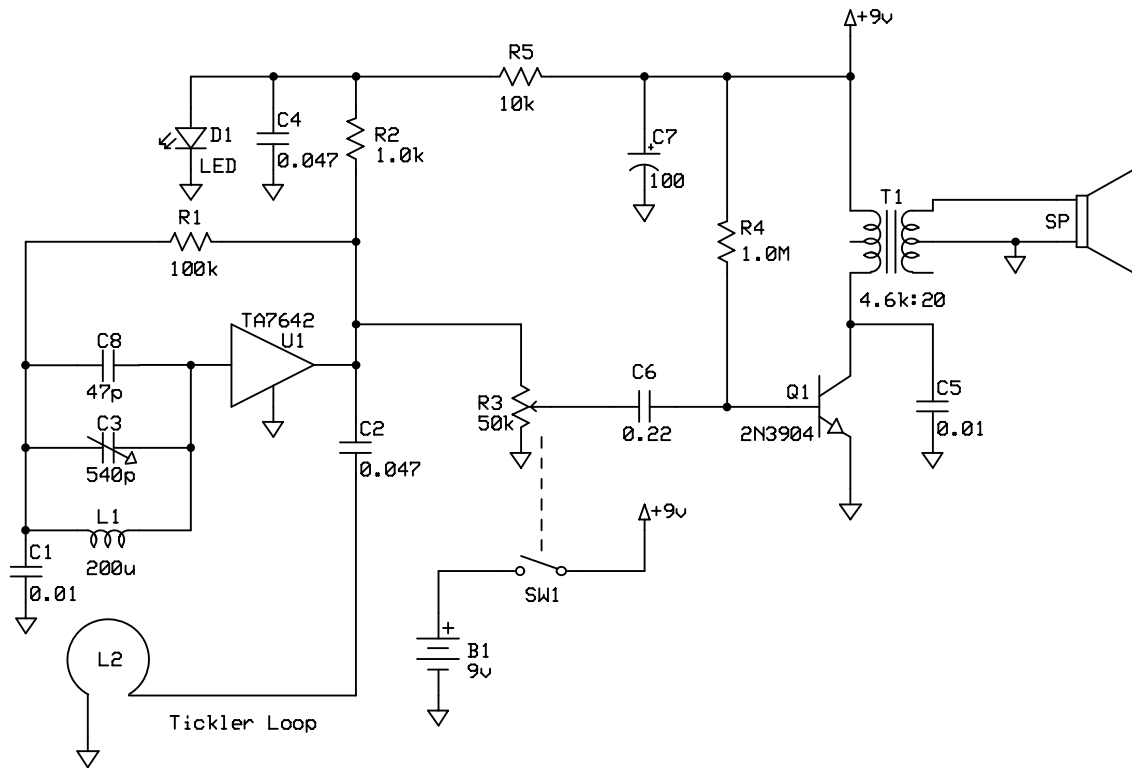 +9v
R5
10k
D1
LED
C4
0.047
R2
1.0k
C7
+
100
R1
100k
R4
1.0M
T1
4.6k:20
SP
TA7642
U1
C8
47p
C3
540p
L1
200u
C1
0.01
R3
50k
C6
0.22
Q1
2N3904
C5
0.01
C2
0.047
+9v
SW1
+
B1
9v
L2
Tickler Loop